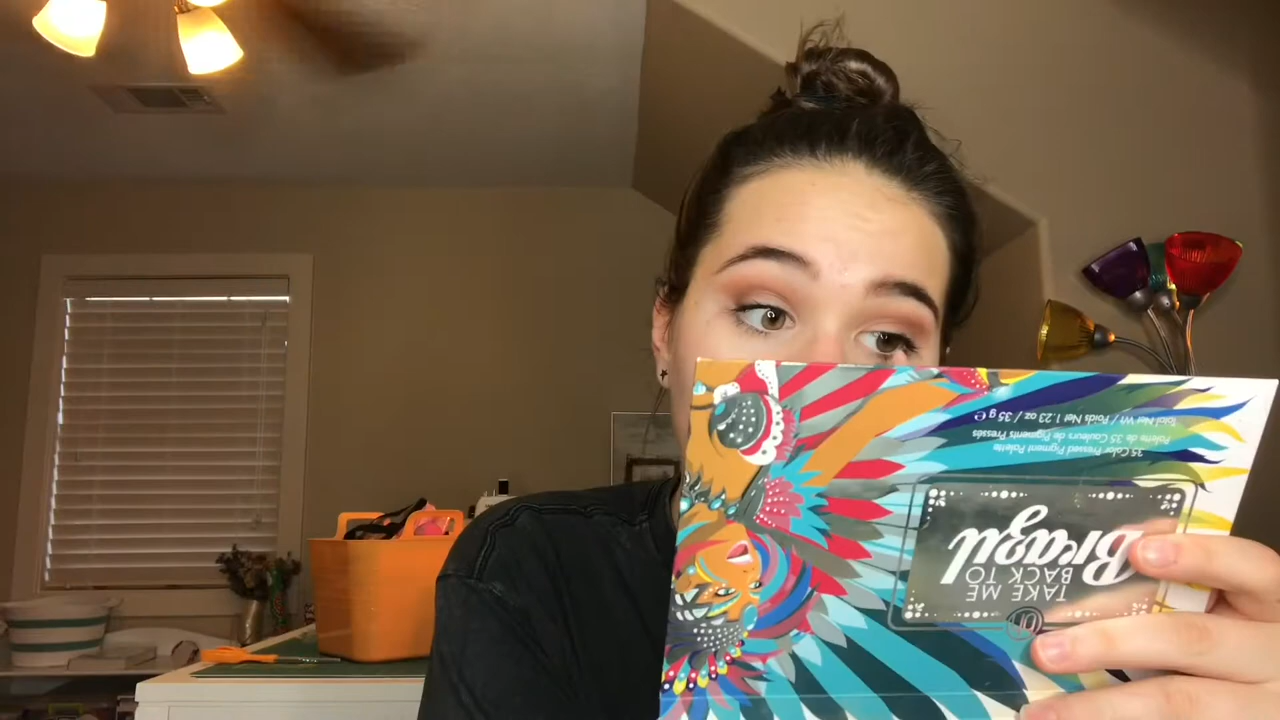 TAKE ME
BACK TO
Brazil
35 Color Pressed Pigment Palette
Palette de 35 Couleurs de Pigments Pressés
Total Net Wt / Poids Net 1.23 oz / 35 g ℮